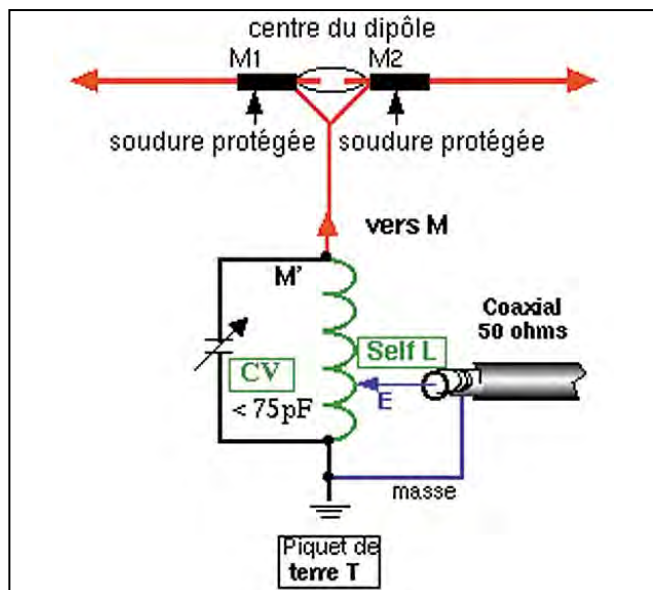 centre du dipôle
M1
M2
soudure protégée
soudure protégée
vers M
M'
Coaxial
50 ohms
Self L
CV
< 75pF
E
masse
Piquet de
terre T